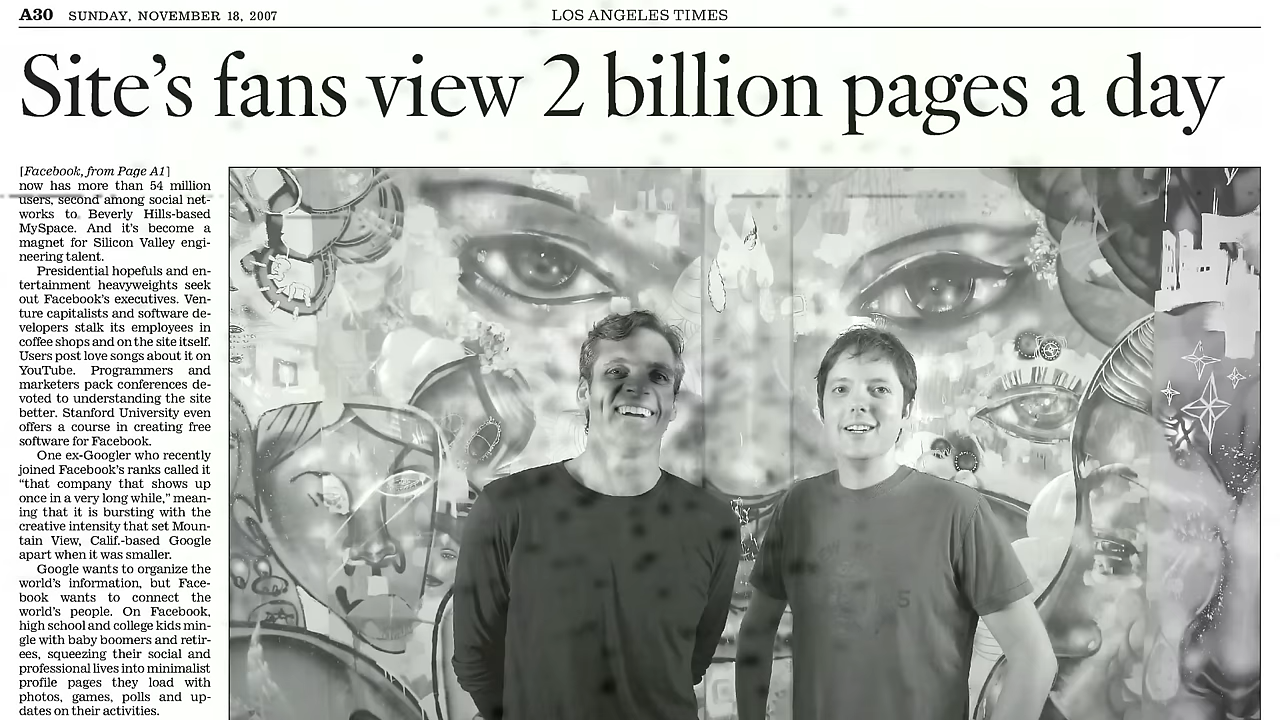 A30 SUNDAY, NOVEMBER 18, 2007 LOS ANGELES TIMES
Site's fans view 2 billion pages a day
[Facebook, from Page A1]
now has more than 54 million
users, second among social net-
works to Beverly Hills-based
MySpace. And it's become a
magnet for Silicon Valley engi-
neering talent.
Presidential hopefuls and en-
tertainment heavyweights seek
out Facebook's executives. Ven-
ture capitalists and software de-
velopers stalk its employees in
coffee shops and on the site itself.
Users post love songs about it on
YouTube. Programmers and
marketers pack conferences de-
voted to understanding the site
better. Stanford University even
offers a course in creating free
software for Facebook.
One ex-Googler who recently
joined Facebook's ranks called it
“that company that shows up
once in a very long while,” mean-
ing that it is bursting with the
creative intensity that set Moun-
tain View, Calif.-based Google
apart when it was smaller.
Google wants to organize the
world's information, but Face-
book wants to connect the
world's people. On Facebook,
high school and college kids min-
gle with baby boomers and retir-
ees, squeezing their social and
professional lives into minimalist
profile pages they load with
photos, games, polls and up-
dates on their activities.
5